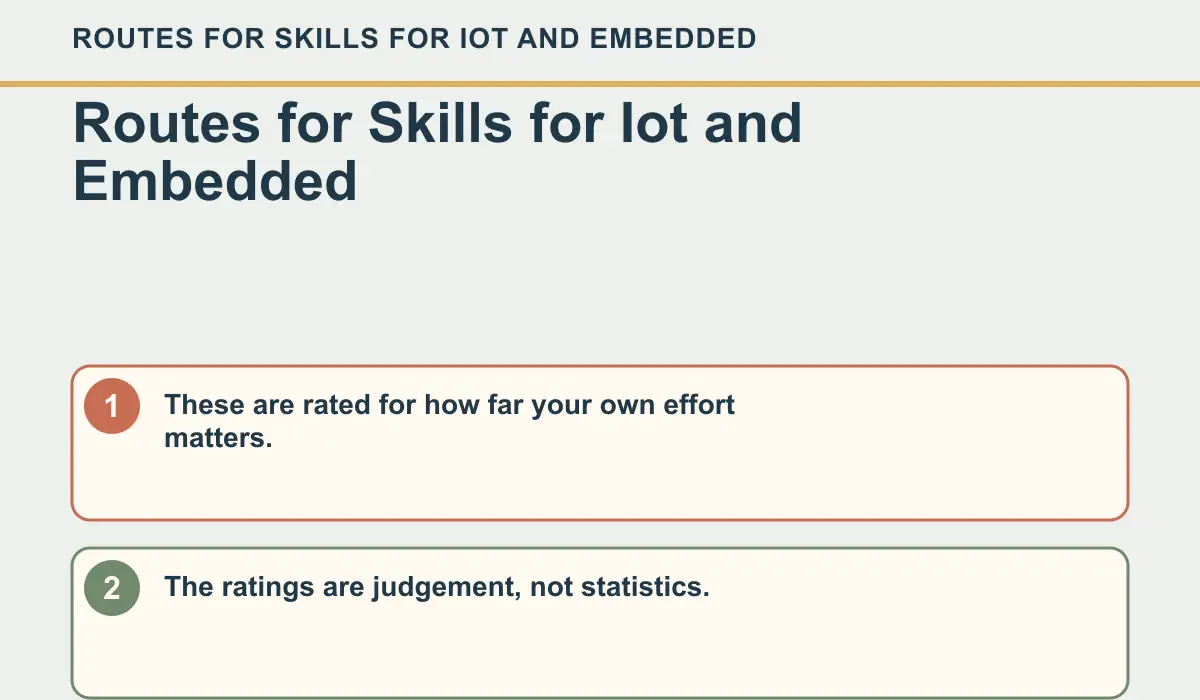 ROUTES FOR SKILLS FOR IOT AND EMBEDDED
Routes for Skills for Iot and
Embedded
1
These are rated for how far your own effort
matters.
2
The ratings are judgement, not statistics.